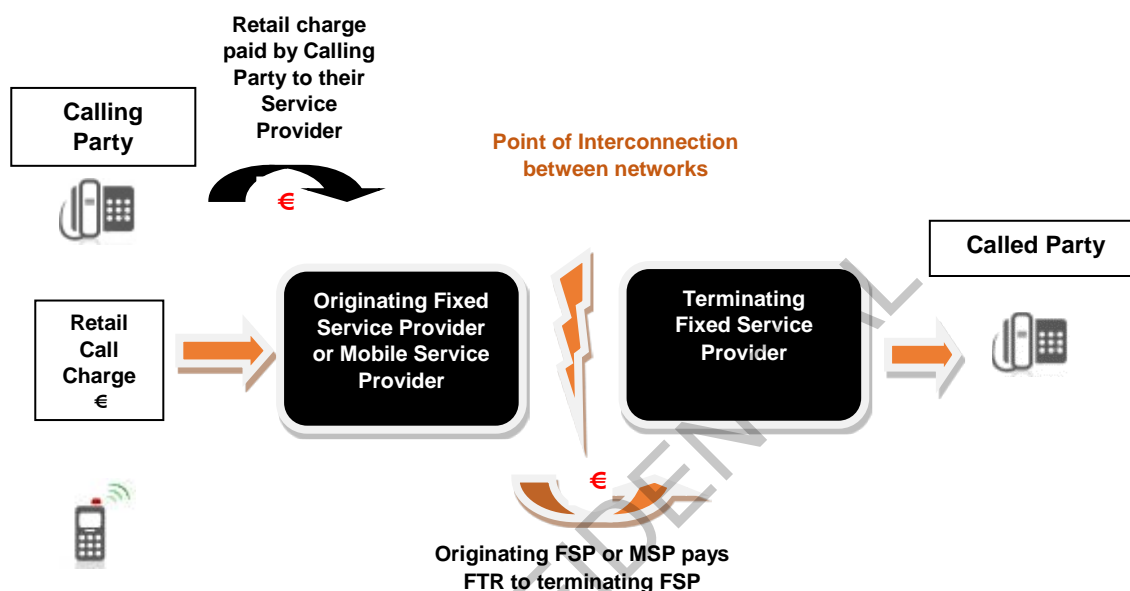 Retail charge
paid by Calling
Party to their
Service
Provider
Calling
Party
Point of Interconnection
between networks
€
Called Party
Originating Fixed
Service Provider
or Mobile Service
Provider
Terminating
Fixed Service
Provider
Retail
Call
Charge
€
€
Originating FSP or MSP pays
FTR to terminating FSP